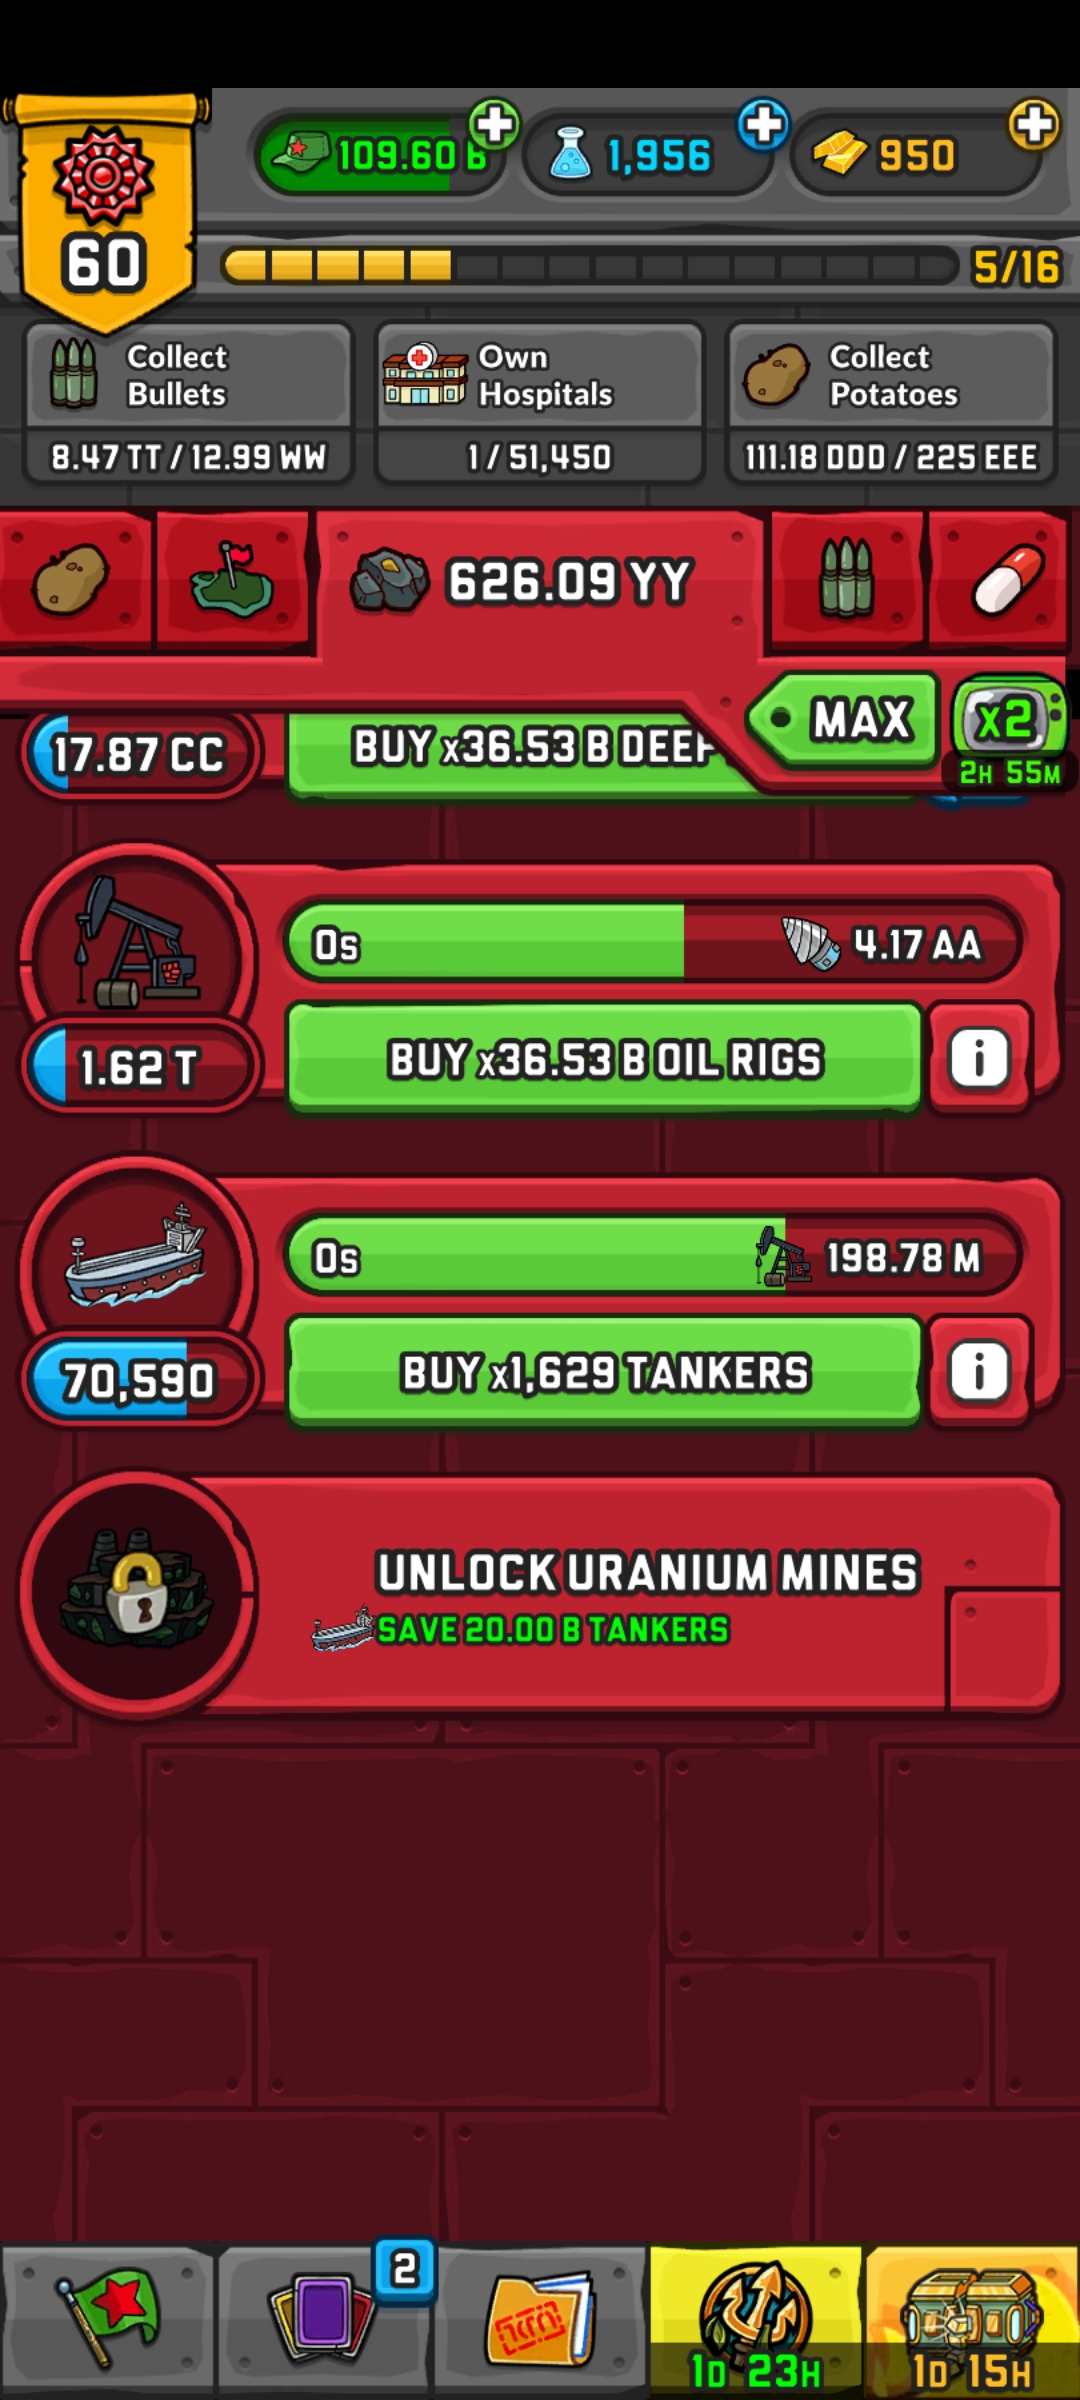 109.60 B
1,956
950
60
5/16
Collect
Bullets
8.47 TT / 12.99 WW
Own
Hospitals
1 / 51,450
Collect
Potatoes
111.18 DDD / 225 EEE
626.09 YY
MAX
x2
2H 55M
17.87 CC
BUY x36.53 B DEEP
0s
4.17 AA
1.62 T
BUY x36.53 B OIL RIGS
i
0s
198.78 M
70,590
BUY x1,629 TANKERS
i
UNLOCK URANIUM MINES
SAVE 20.00 B TANKERS
2
1D 23H
1D 15H